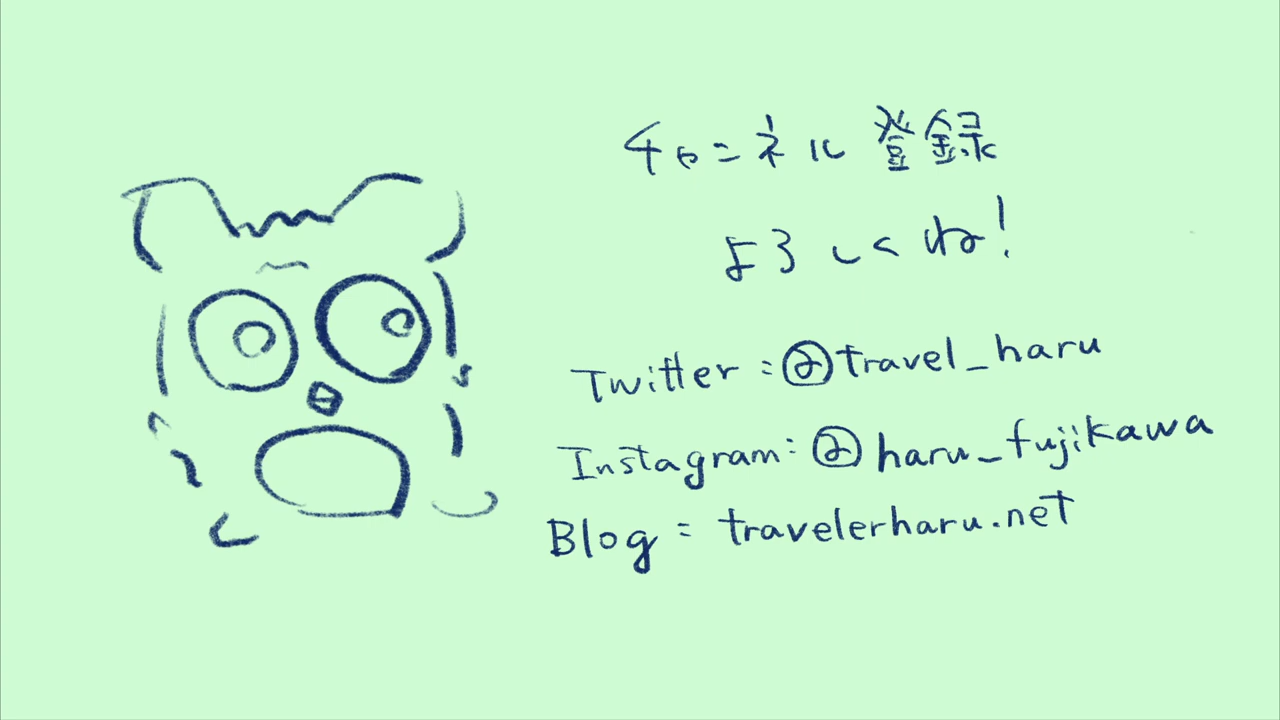 チャンネル登録
よろしくね!
Twitter:@travel_haru
Instagram:@haru_fujikawa
Blog:travelerharu.net